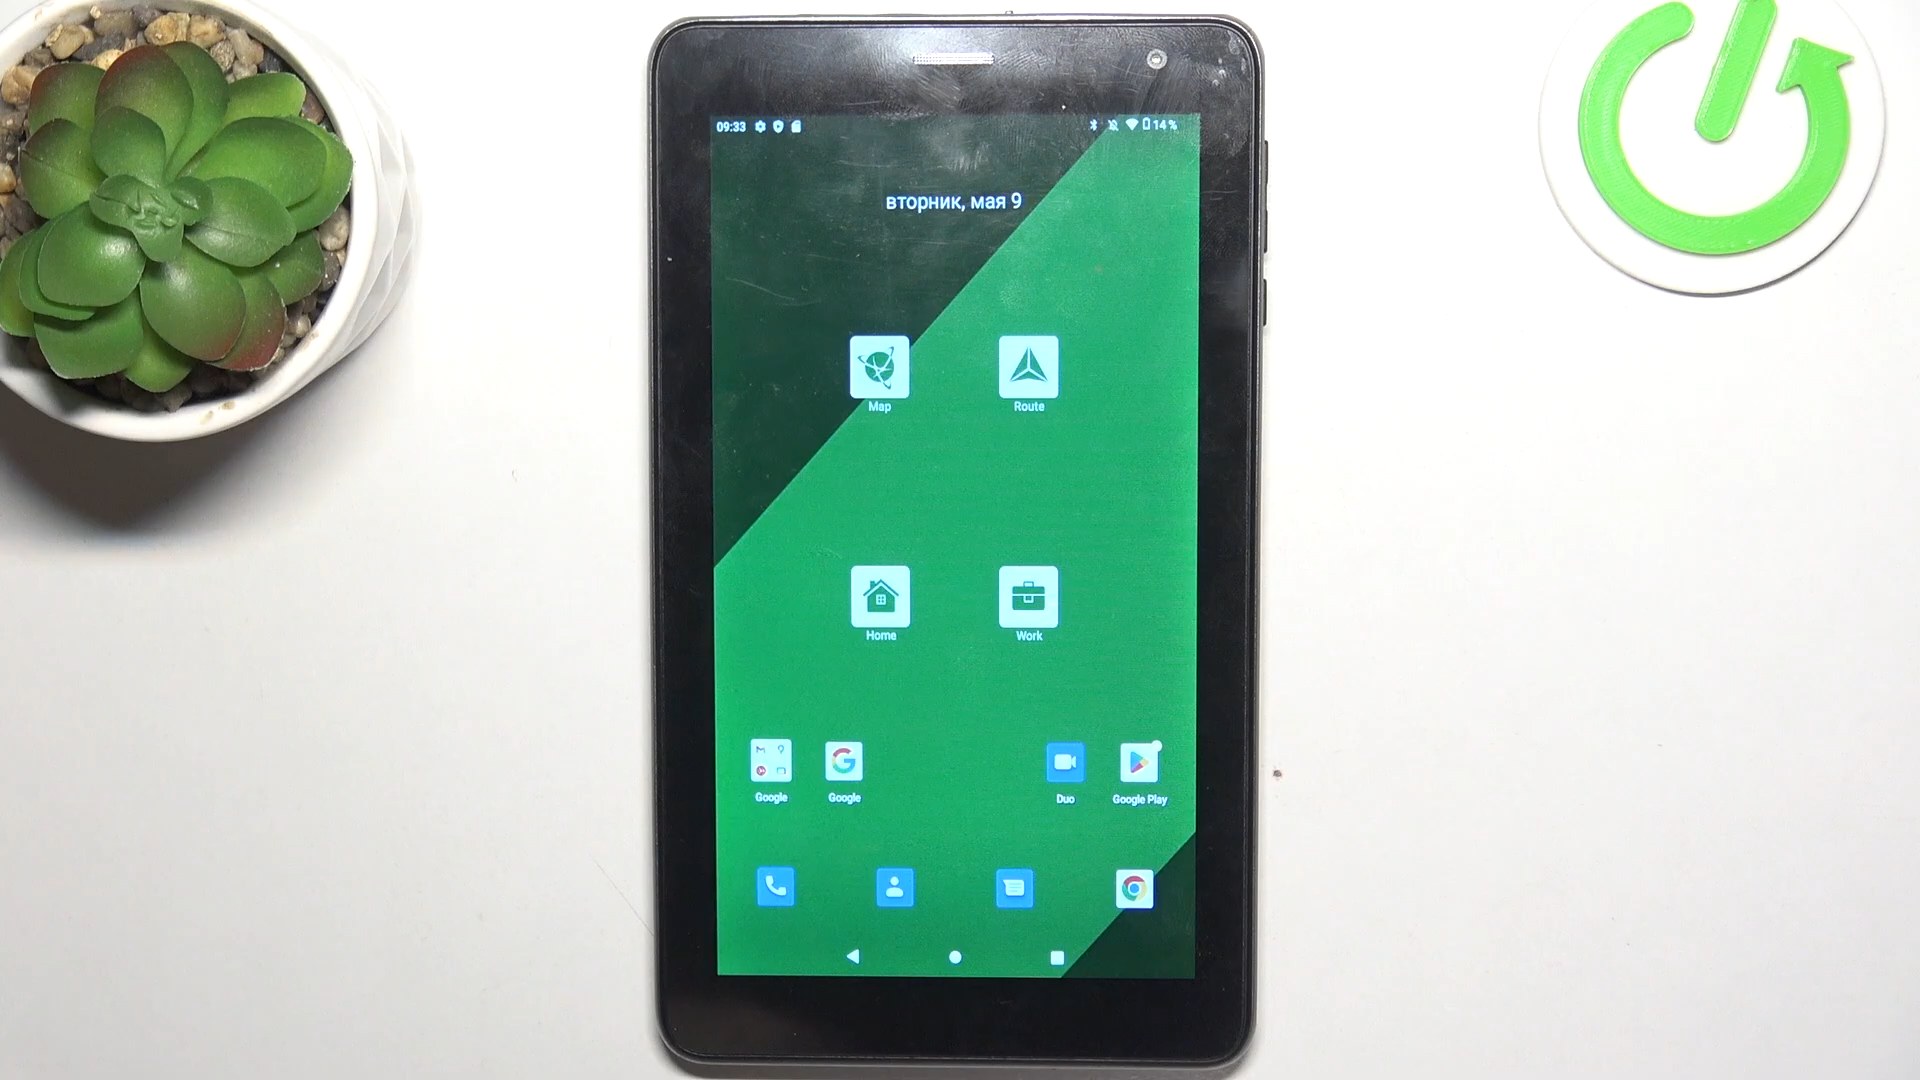 09:33 14%
вторник, мая 9
Map Route
Home Work
Google Google Duo Google Play